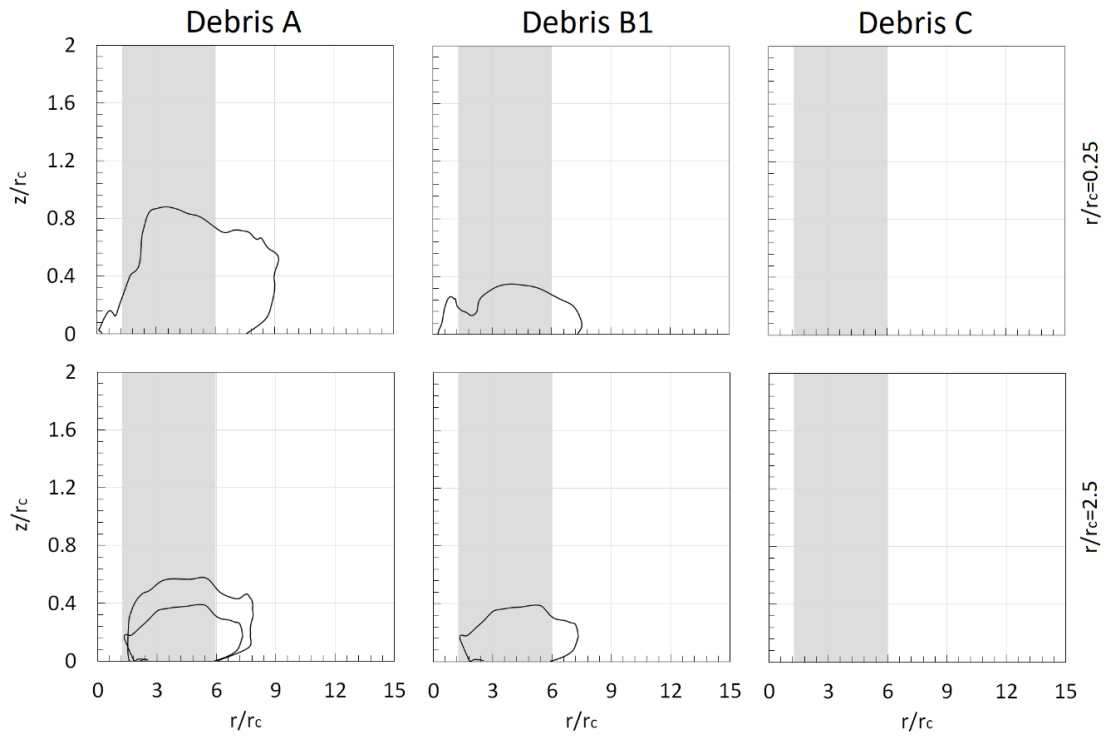 Debris A Debris B1 Debris C
2
1.6
1.2
0.8
0.4
0
z/rc
r/rc=0.25
2
1.6
1.2
0.8
0.4
0
z/rc
r/rc=2.5
0 3 6 9 12 15 0 3 6 9 12 15 0 3 6 9 12 15
r/rc r/rc r/rc